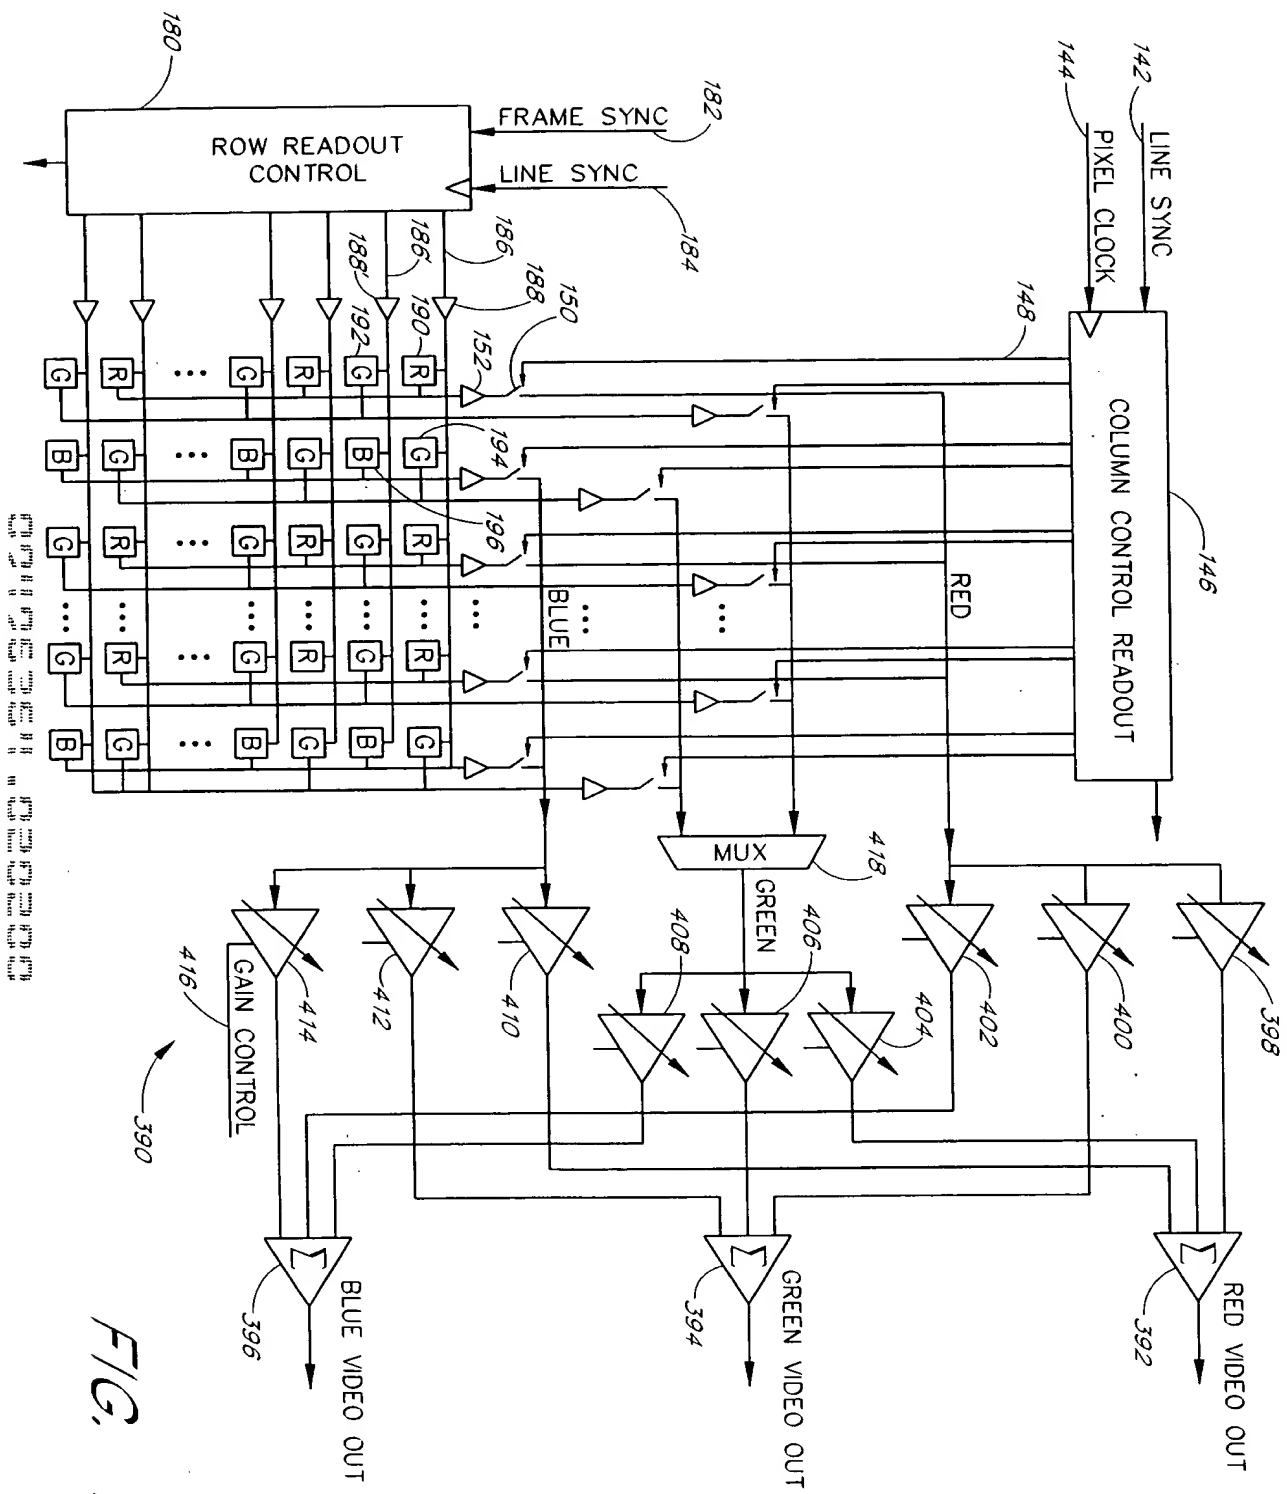 142
LINE SYNC
144
PIXEL CLOCK
COLUMN CONTROL READOUT
146
148
180
ROW READOUT
CONTROL
FRAME SYNC
182
LINE SYNC
184
186
186'
188
188'
190
192
150
152
194
196
R G R G ... R G
G B G B ... G B
R G R G ... R G
... ... ... ... ... ... ...
R G R G ... R G
G B G B ... G B
RED
BLUE
MUX
418
GREEN
398
400
402
404
406
408
410
412
414
416
GAIN CONTROL
RED VIDEO OUT
392
GREEN VIDEO OUT
394
BLUE VIDEO OUT
396
Σ
Σ
Σ
390
FIG.